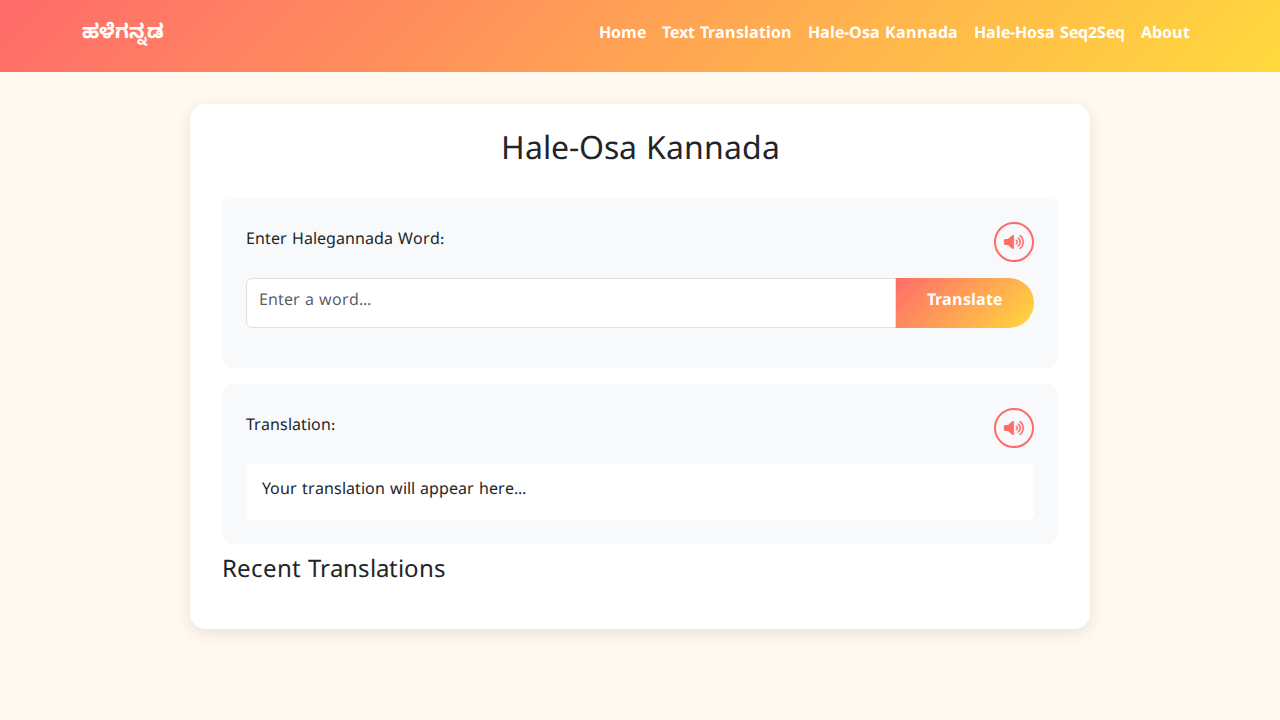 ಹಳೆಗನ್ನಡ
Home Text Translation Hale-Osa Kannada Hale-Hosa Seq2Seq About
Hale-Osa Kannada
Enter Halegannada Word:
Enter a word...
Translate
Translation:
Your translation will appear here...
Recent Translations